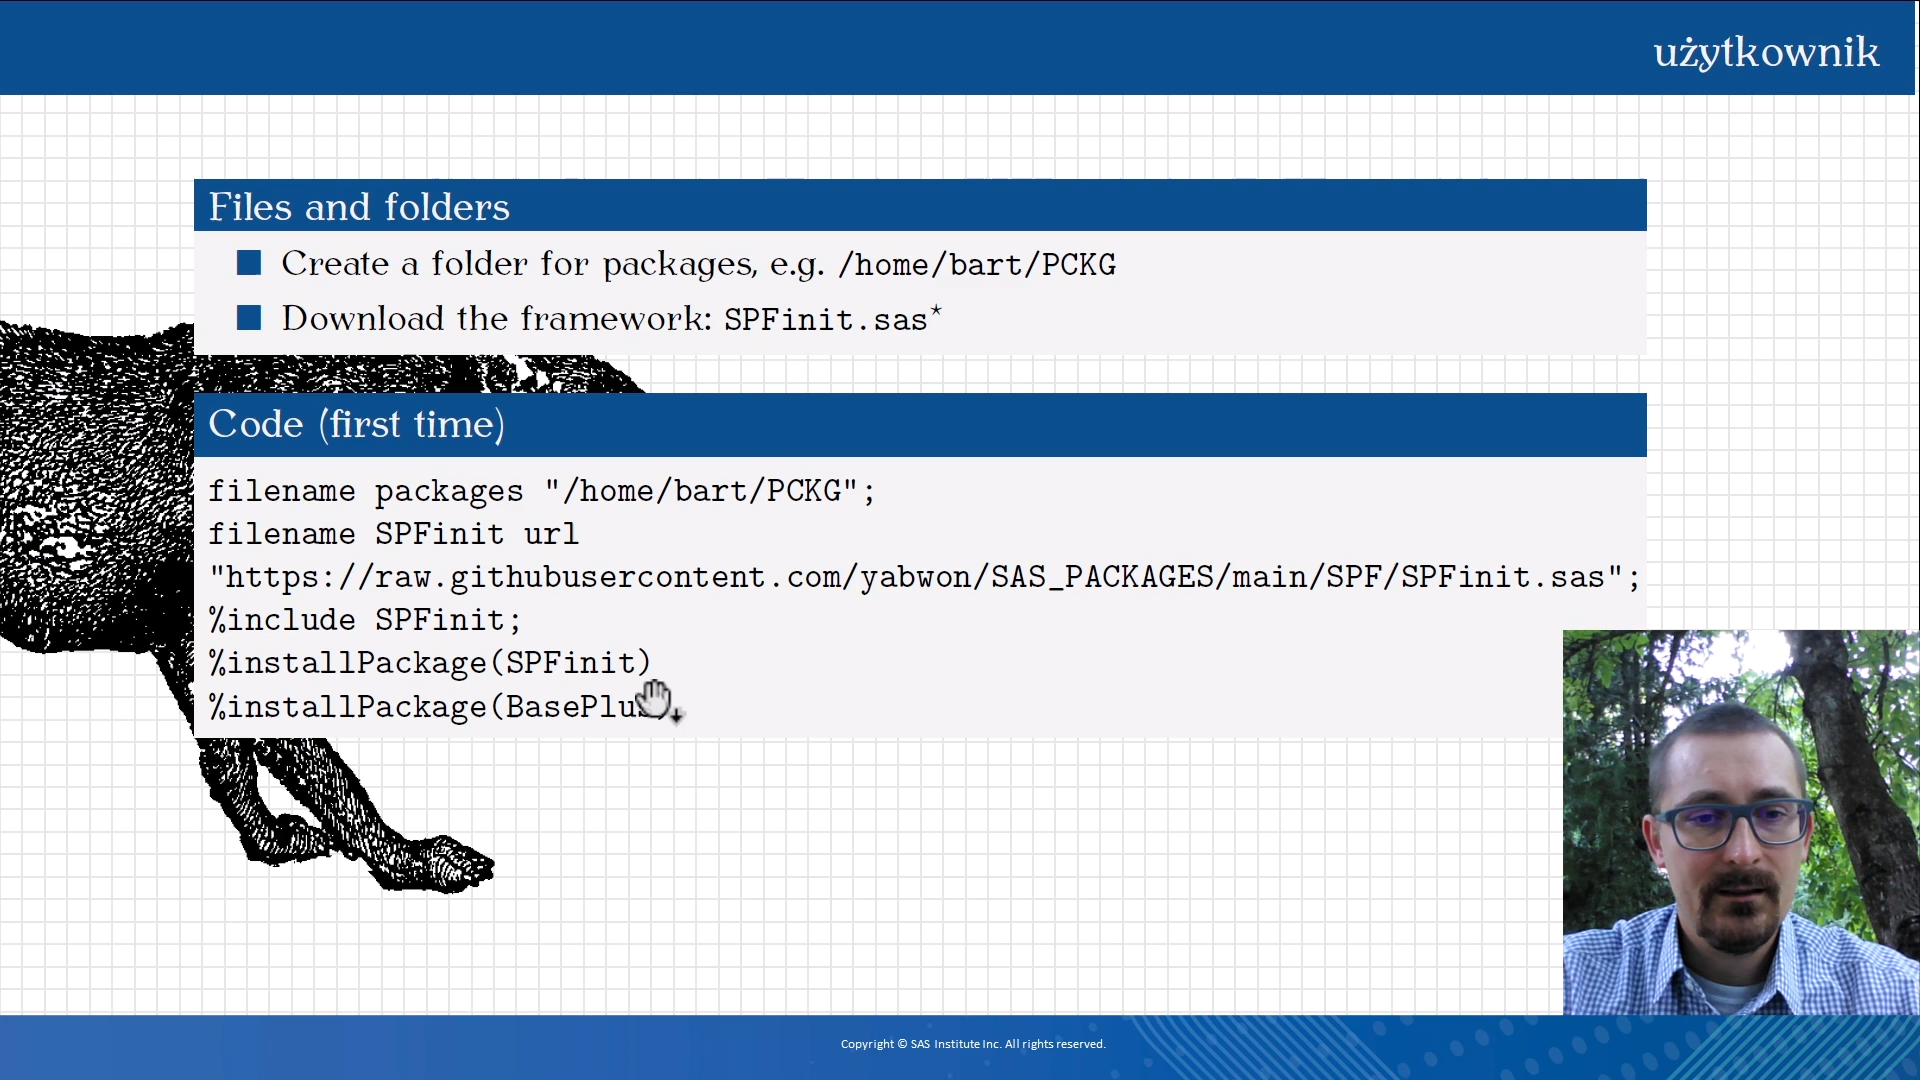 użytkownik
Files and folders
Create a folder for packages, e.g. /home/bart/PCKG
Download the framework: SPFinit.sas*
Code (first time)
filename packages "/home/bart/PCKG";
filename SPFinit url
"https://raw.githubusercontent.com/yabwon/SAS_PACKAGES/main/SPF/SPFinit.sas";
%include SPFinit;
%installPackage(SPFinit)
%installPackage(BasePlus)
Copyright © SAS Institute Inc. All rights reserved.